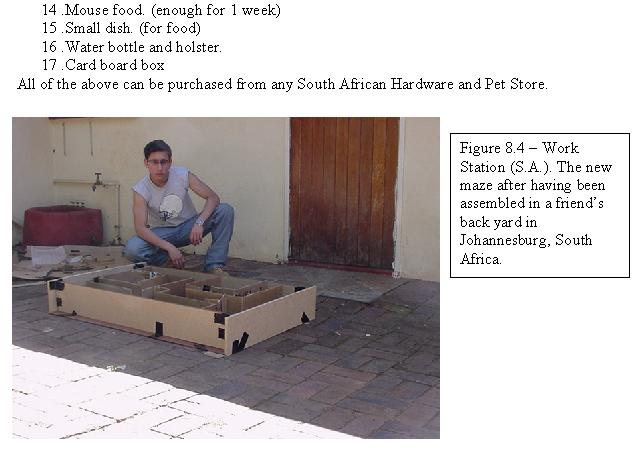 14 .Mouse food. (enough for 1 week)
15 .Small dish. (for food)
16 .Water bottle and holster.
17 .Card board box
All of the above can be purchased from any South African Hardware and Pet Store.
Figure 8.4 – Work
Station (S.A.). The new
maze after having been
assembled in a friend's
back yard in
Johannesburg, South
Africa.